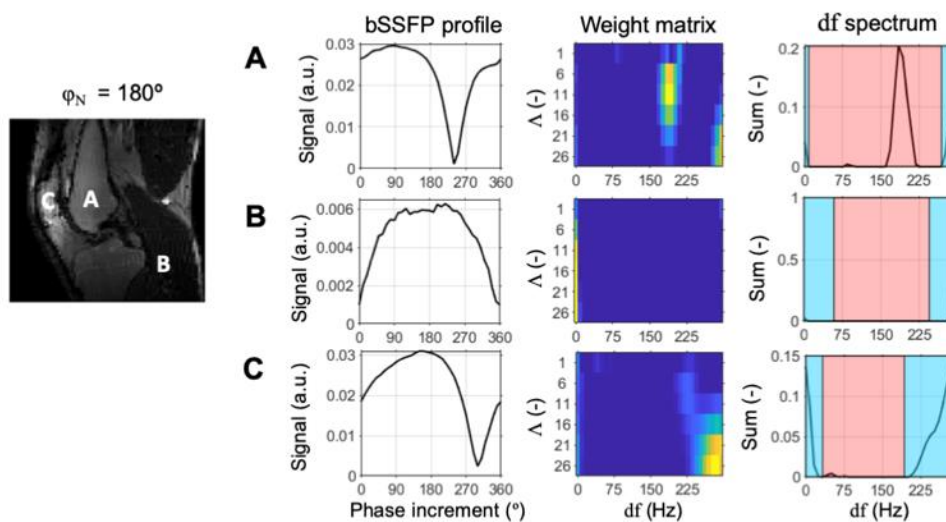 bSSFP profile Weight matrix df spectrum
φN = 180º
A
Signal (a.u.)
0.03
0.02
0.01
0
0 90 180 270 360
Λ (-)
1
6
11
16
21
26
0 75 150 225
Sum (-)
0.2
0.1
0
0 75 150 225
C A
B
B
Signal (a.u.)
0.006
0.004
0.002
0
0 90 180 270 360
Λ (-)
1
6
11
16
21
26
0 75 150 225
Sum (-)
1
0.5
0
0 75 150 225
C
Signal (a.u.)
0.03
0.02
0.01
0
0 90 180 270 360
Phase increment (º)
Λ (-)
1
6
11
16
21
26
0 75 150 225
df (Hz)
Sum (-)
0.15
0.1
0.05
0
0 75 150 225
df (Hz)